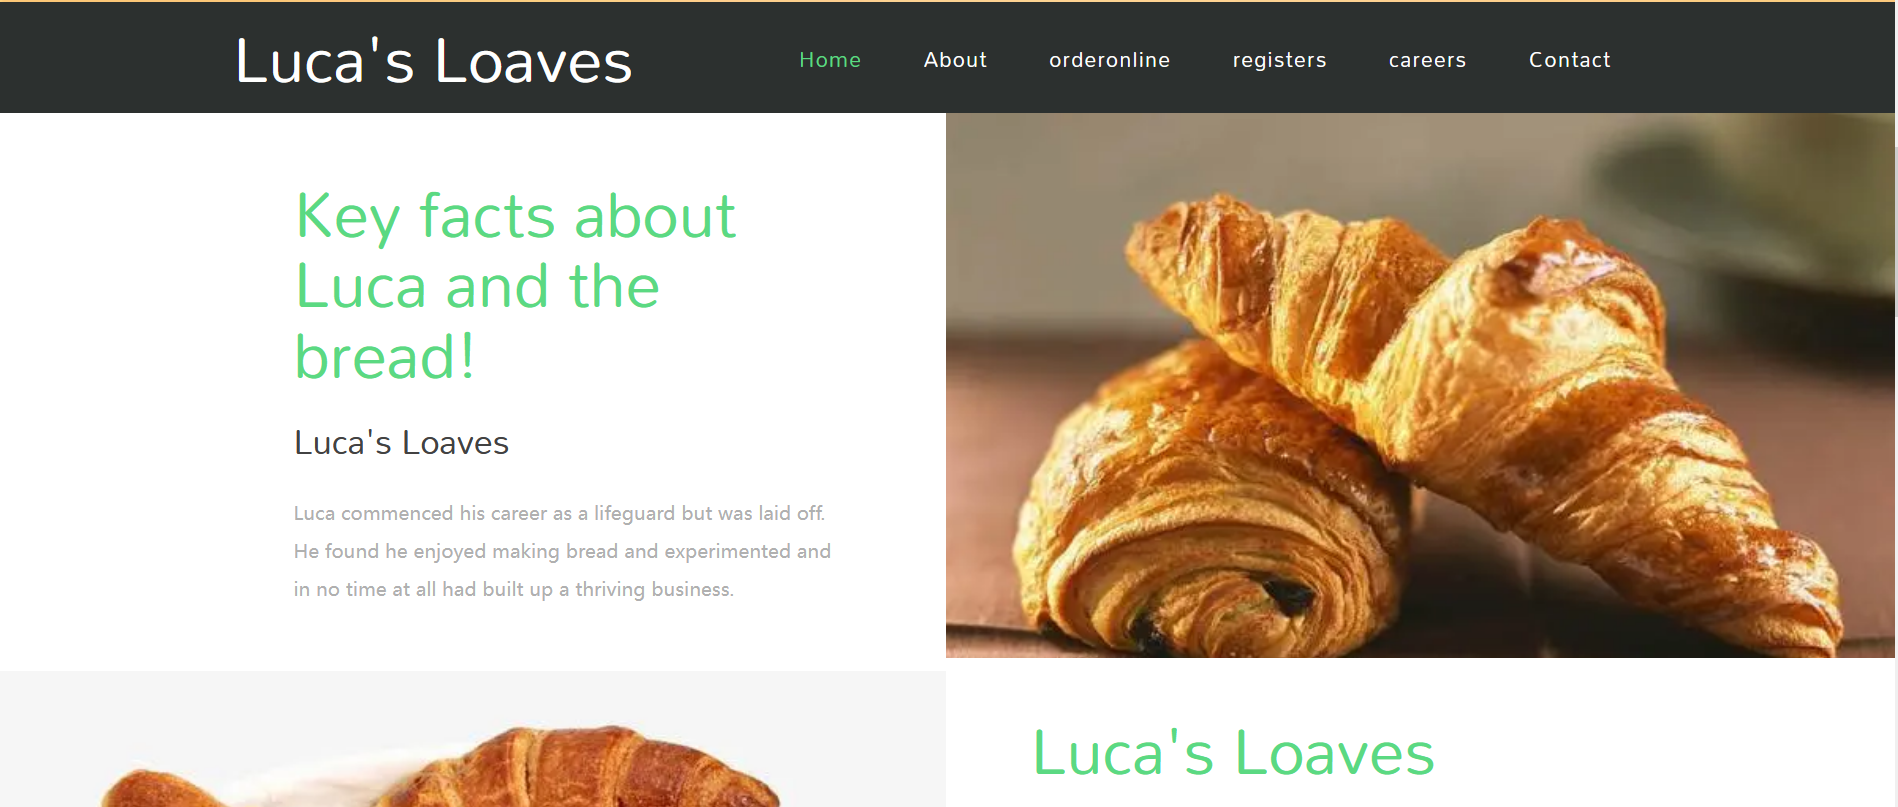 Luca's Loaves
Home About orderonline registers careers Contact
Key facts about
Luca and the
bread!
Luca's Loaves
Luca commenced his career as a lifeguard but was laid off.
He found he enjoyed making bread and experimented and
in no time at all had built up a thriving business.
Luca's Loaves